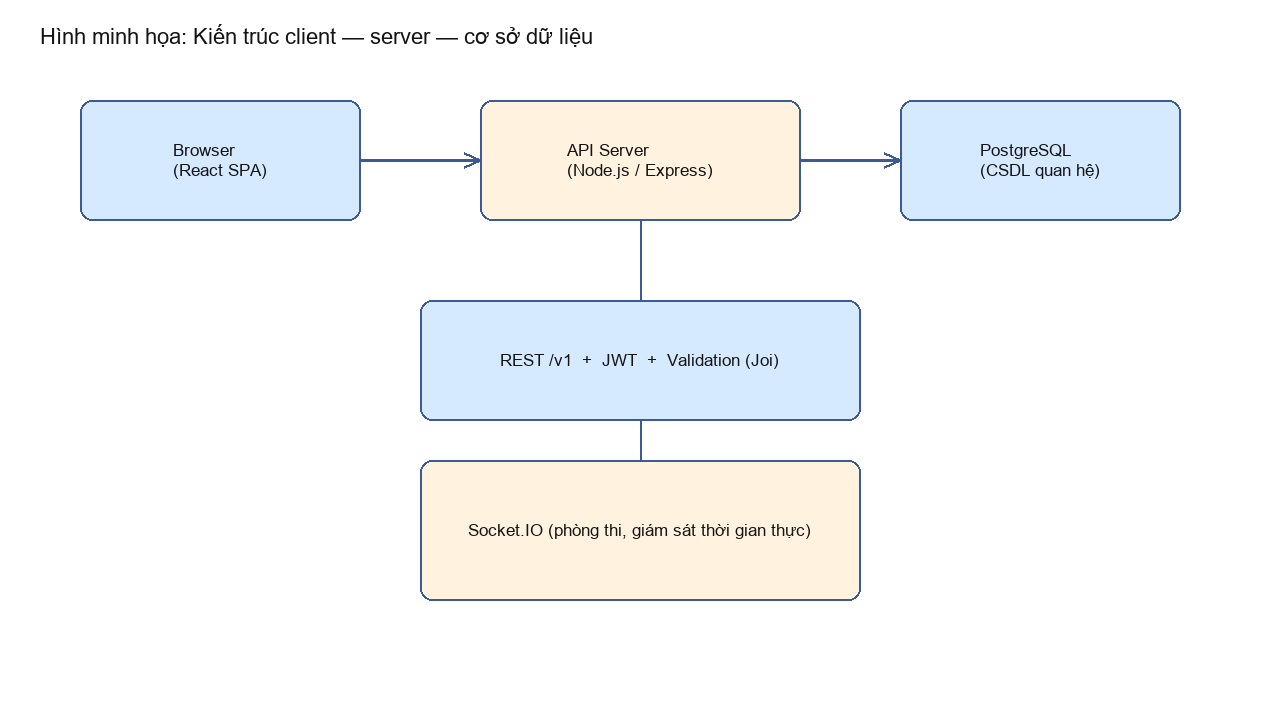 Hình minh họa: Kiến trúc client — server — cơ sở dữ liệu
Browser
(React SPA)
API Server
(Node.js / Express)
PostgreSQL
(CSDL quan hệ)
REST /v1 + JWT + Validation (Joi)
Socket.IO (phòng thi, giám sát thời gian thực)